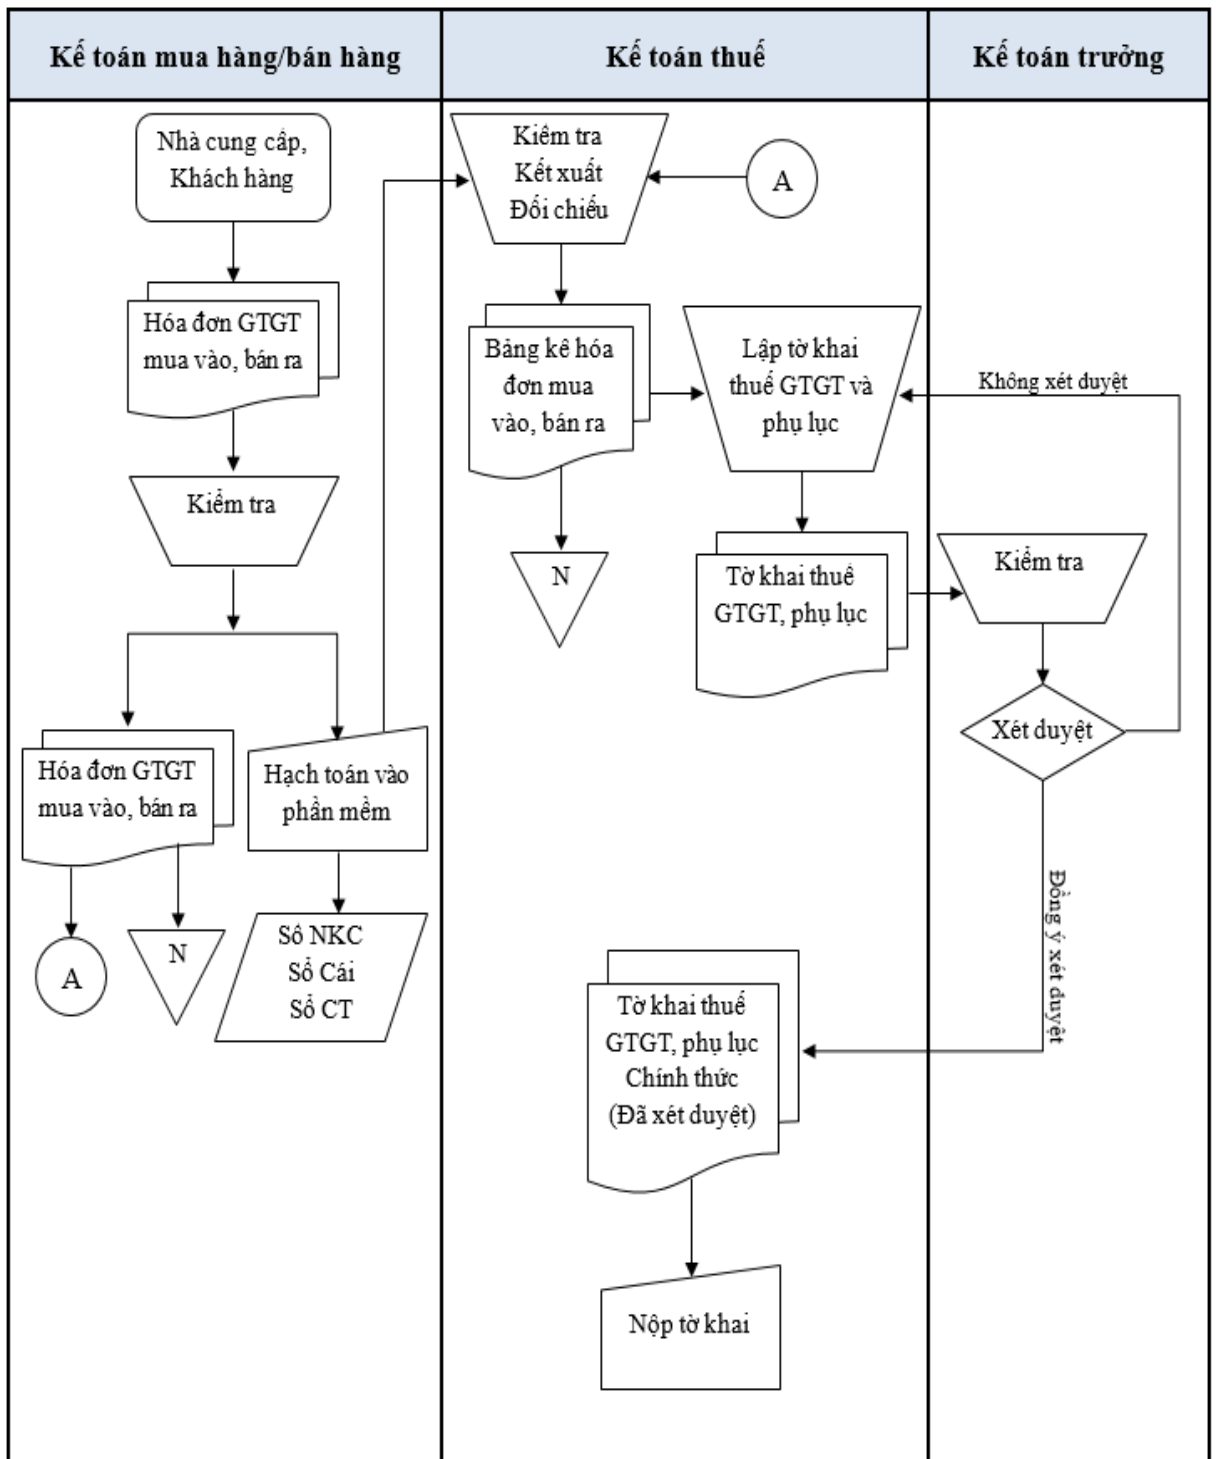 Kế toán mua hàng/bán hàng
Kế toán thuế
Kế toán trưởng
Nhà cung cấp,
Khách hàng
Hóa đơn GTGT
mua vào, bán ra
Kiểm tra
Hóa đơn GTGT
mua vào, bán ra
A
N
Hạch toán vào
phần mềm
Sổ NKC
Sổ Cái
Sổ CT
Kiểm tra
Kết xuất
Đối chiếu
A
Bảng kê hóa
đơn mua
vào, bán ra
N
Lập tờ khai
thuế GTGT và
phụ lục
Tờ khai thuế
GTGT, phụ lục
Không xét duyệt
Kiểm tra
Xét duyệt
Đồng ý xét duyệt
Tờ khai thuế
GTGT, phụ lục
Chính thức
(Đã xét duyệt)
Nộp tờ khai